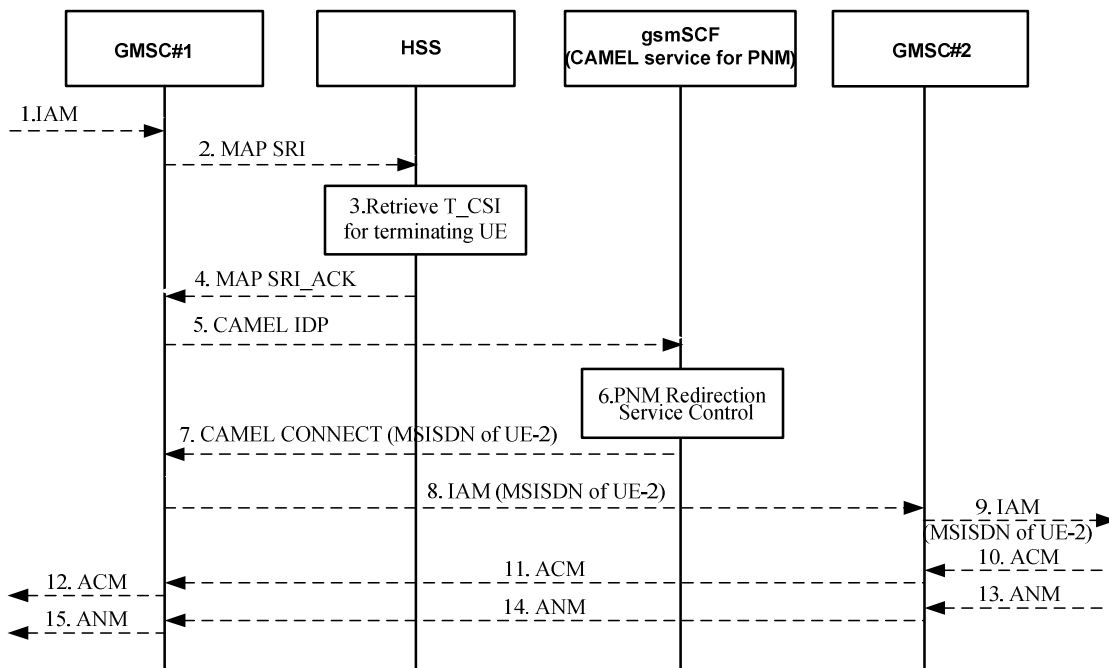 GMSC#1
HSS
gsmSCF
(CAMEL service for PNM)
GMSC#2
1.IAM
2. MAP SRI
3.Retrieve T_CSI
for terminating UE
4. MAP SRI_ACK
5. CAMEL IDP
6.PNM Redirection
Service Control
7. CAMEL CONNECT (MSISDN of UE-2)
8. IAM (MSISDN of UE-2)
9. IAM
(MSISDN of UE-2)
10. ACM
11. ACM
12. ACM
13. ANM
14. ANM
15. ANM